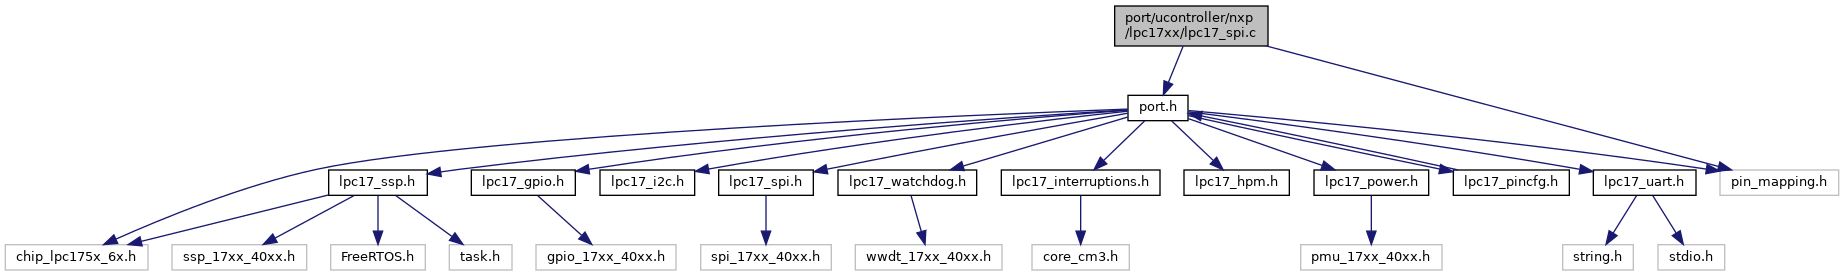 port/ucontroller/nxp
/lpc17xx/lpc17_spi.c
port.h
lpc17_ssp.h
lpc17_gpio.h
lpc17_i2c.h
lpc17_spi.h
lpc17_watchdog.h
lpc17_interruptions.h
lpc17_hpm.h
lpc17_power.h
lpc17_pincfg.h
lpc17_uart.h
pin_mapping.h
chip_lpc175x_6x.h
ssp_17xx_40xx.h
FreeRTOS.h
task.h
gpio_17xx_40xx.h
spi_17xx_40xx.h
wwdt_17xx_40xx.h
core_cm3.h
pmu_17xx_40xx.h
string.h
stdio.h